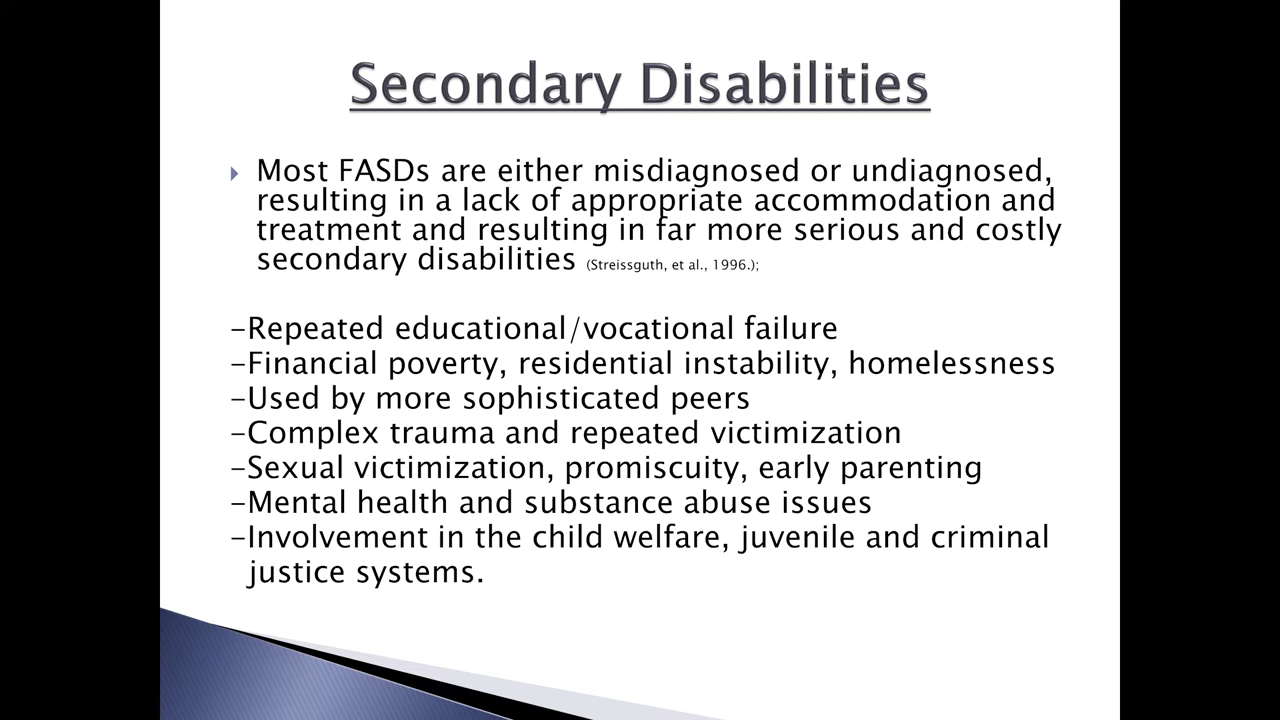 Secondary Disabilities
Most FASDs are either misdiagnosed or undiagnosed,
resulting in a lack of appropriate accommodation and
treatment and resulting in far more serious and costly
secondary disabilities (Streissguth, et al., 1996.);
-Repeated educational/vocational failure
-Financial poverty, residential instability, homelessness
-Used by more sophisticated peers
-Complex trauma and repeated victimization
-Sexual victimization, promiscuity, early parenting
-Mental health and substance abuse issues
-Involvement in the child welfare, juvenile and criminal
justice systems.